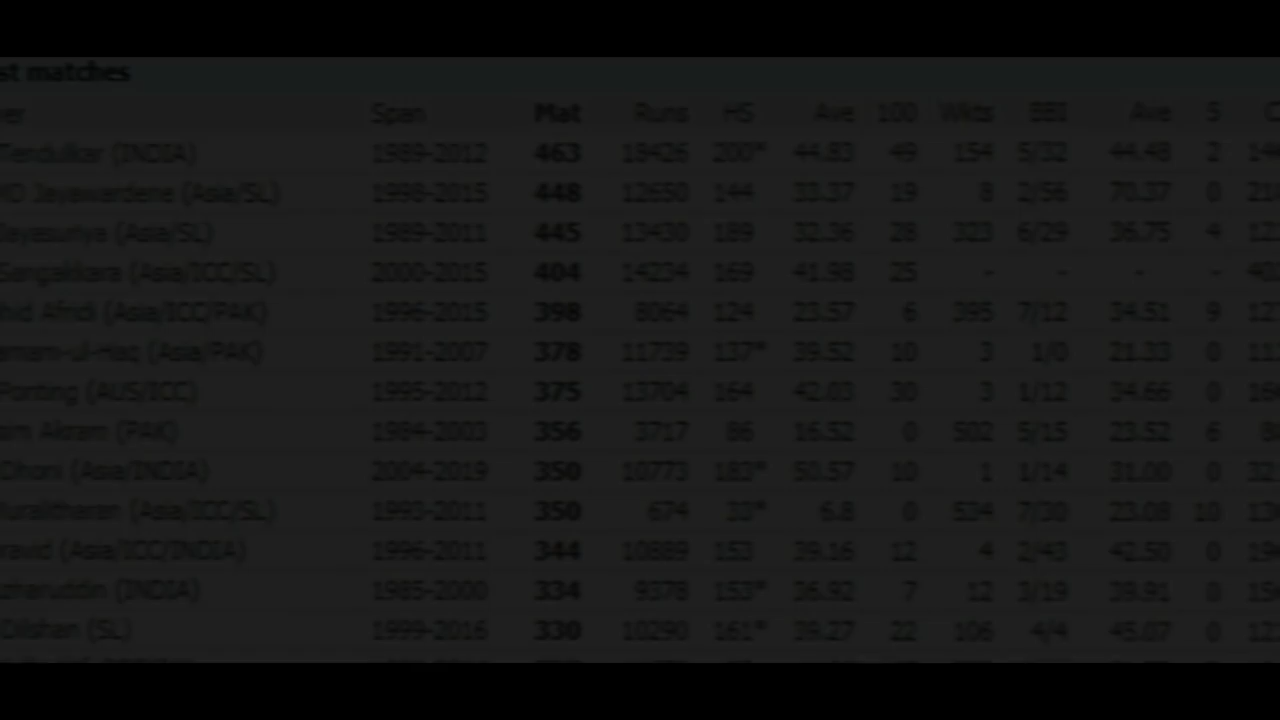 st matches
er Span Mat Runs HS Ave 100 Wkts BBI Ave 5
Tendulkar (INDIA) 1989-2012 463 18426 200* 44.83 49 154 5/32 44.48 2
MD Jayawardene (Asia/SL) 1998-2015 448 12650 144 33.37 19 8 2/56 70.37 0
Jayasuriya (Asia/SL) 1989-2011 445 13430 189 32.36 28 323 6/29 36.75 4
Sangakkara (Asia/ICC/SL) 2000-2015 404 14234 169 41.98 25 - - - -
hid Afridi (Asia/ICC/PAK) 1996-2015 398 8064 124 23.57 6 395 7/12 34.51 9
amam-ul-Haq (Asia/PAK) 1991-2007 378 11739 137* 39.52 10 3 1/0 21.33 0
Ponting (AUS/ICC) 1995-2012 375 13704 164 42.03 30 3 1/12 34.66 0
sim Akram (PAK) 1984-2003 356 3717 86 16.52 0 502 5/15 23.52 6
Dhoni (Asia/INDIA) 2004-2019 350 10773 183* 50.57 10 1 1/14 31.00 0
Muralitharan (Asia/ICC/SL) 1993-2011 350 674 33* 6.8 0 534 7/30 23.08 10
ravid (Asia/ICC/INDIA) 1996-2011 344 10889 153 39.16 12 4 2/43 42.50 0
zharuddin (INDIA) 1985-2000 334 9378 153* 36.92 7 12 3/19 39.91 0
Dilshan (SL) 1999-2016 330 10290 161* 39.27 22 106 4/4 45.07 0